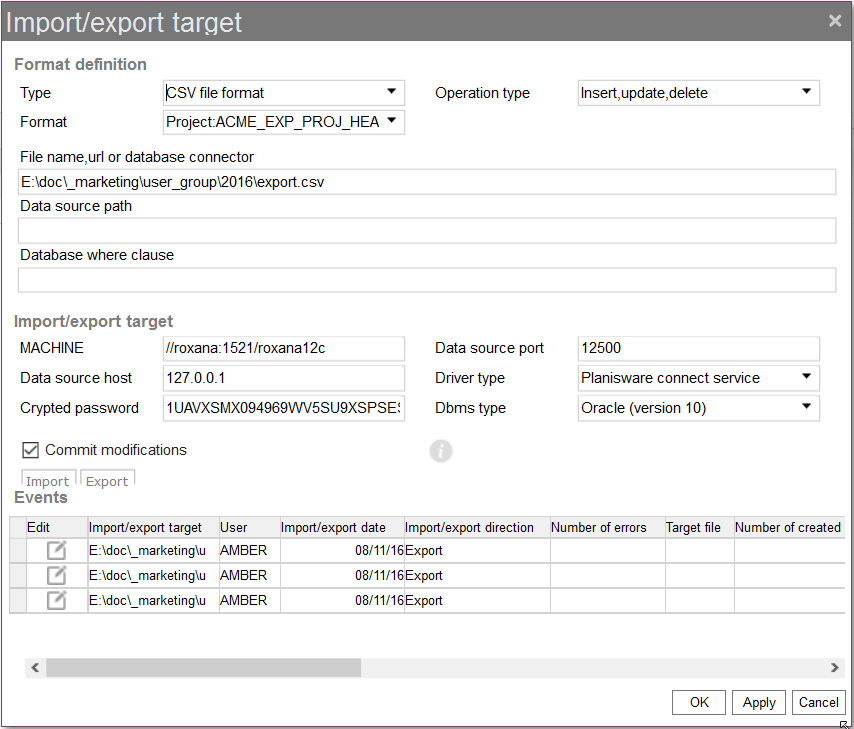 Import/export target ×
Format definition
Type CSV file format Operation type Insert,update,delete
Format Project:ACME_EXP_PROJ_HEA
File name,url or database connector
E:\doc\_marketing\user_group\2016\export.csv
Data source path
Database where clause
Import/export target
MACHINE //roxana:1521/roxana12c Data source port 12500
Data source host 127.0.0.1 Driver type Planisware connect service
Crypted password 1UAVXSMX094969WV5SU9XSPSES Dbms type Oracle (version 10)
Commit modifications i
Import Export
Events
Edit Import/export target User Import/export date Import/export direction Number of errors Target file Number of created
E:\doc\_marketing\u AMBER 08/11/16 Export
E:\doc\_marketing\u AMBER 08/11/16 Export
E:\doc\_marketing\u AMBER 08/11/16 Export
OK Apply Cancel